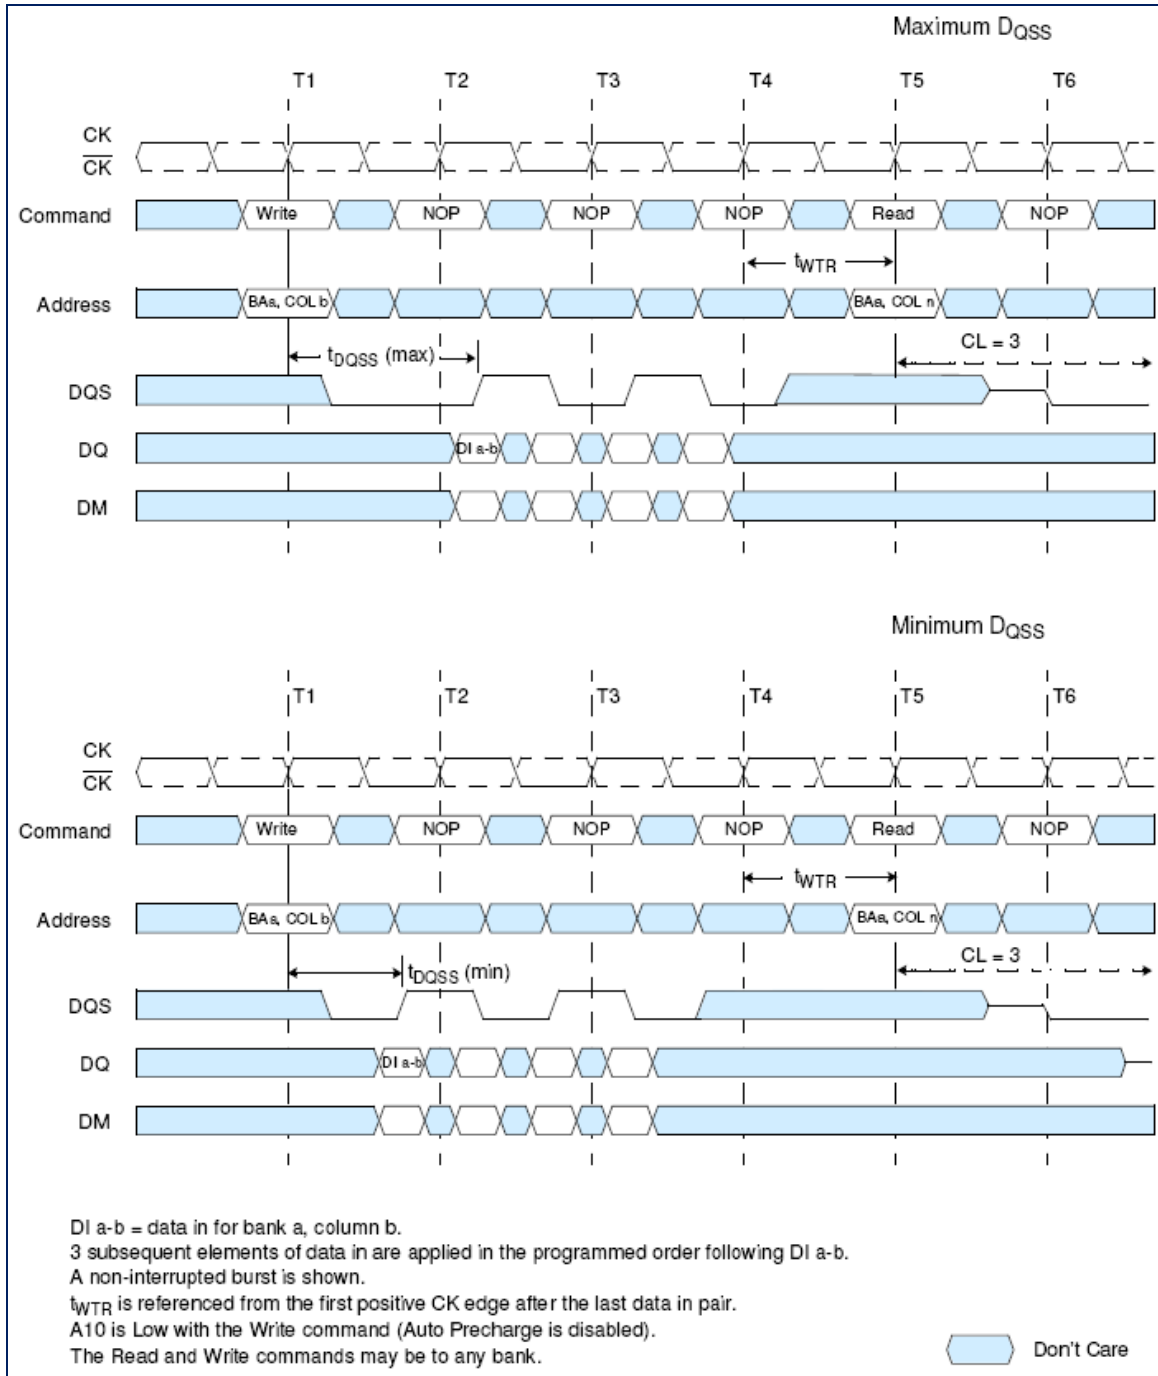 Maximum DQSS
T1 T2 T3 T4 T5 T6
CK
CK
Command Write NOP NOP NOP Read NOP
tWTR
Address BAa, COL b BAa, COL n
tDQSS (max) CL = 3
DQS
DQ DI a-b
DM
Minimum DQSS
T1 T2 T3 T4 T5 T6
CK
CK
Command Write NOP NOP NOP Read NOP
tWTR
Address BAa, COL b BAa, COL n
tDQSS (min) CL = 3
DQS
DQ DI a-b
DM
DI a-b = data in for bank a, column b.
3 subsequent elements of data in are applied in the programmed order following DI a-b.
A non-interrupted burst is shown.
tWTR is referenced from the first positive CK edge after the last data in pair.
A10 is Low with the Write command (Auto Precharge is disabled).
The Read and Write commands may be to any bank.
Don't Care